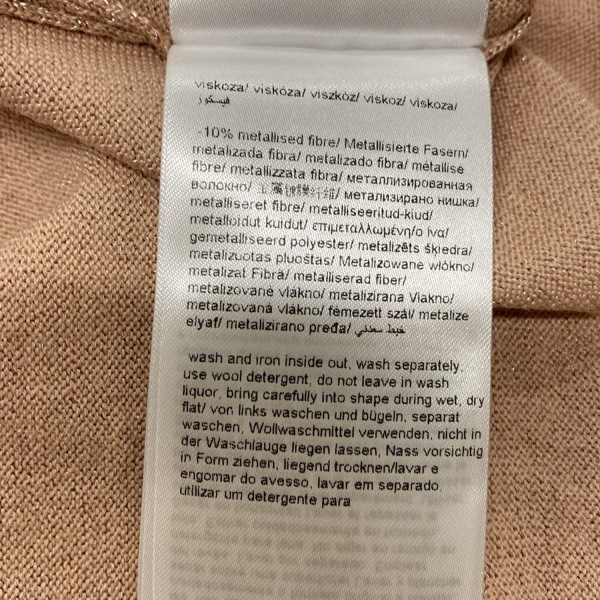 viskoza/ viskóza/ viszkóz/ viskoz/ viskoza/
فيسكوز
-10% metallised fibre/ Metallisierte Fasern/
metalizada fibra/ metalizado fibra/ métallisé
fibre/ metallizzata fibra/ металлизированная
волокно/ 金属镀膜纤维/ метализирано нишка/
metalliseret fibre/ metalliseeritud-kiud/
metalloidut kuidut/ επιμεταλλωμένη/ο ίνα/
gemetalliseerd polyester/ metalizēts šķiedra/
metalizuotas pluoštas/ Metalizowane włókno/
metalizat Fibră/ metalliserad fiber/
metalizované vlákno/ metalizirana Vlakno/
metalizovaná vlákno/ fémezett szál/ metalize
elyaf/ metalizirano pređa/ خيط معدني
wash and iron inside out, wash separately,
use wool detergent, do not leave in wash
liquor, bring carefully into shape during wet, dry
flat/ von links waschen und bügeln, separat
waschen, Wollwaschmittel verwenden, nicht in
der Waschlauge liegen lassen, Nass vorsichtig
in Form ziehen, liegend trocknen/lavar e
engomar do avesso, lavar em separado,
utilizar um detergente para